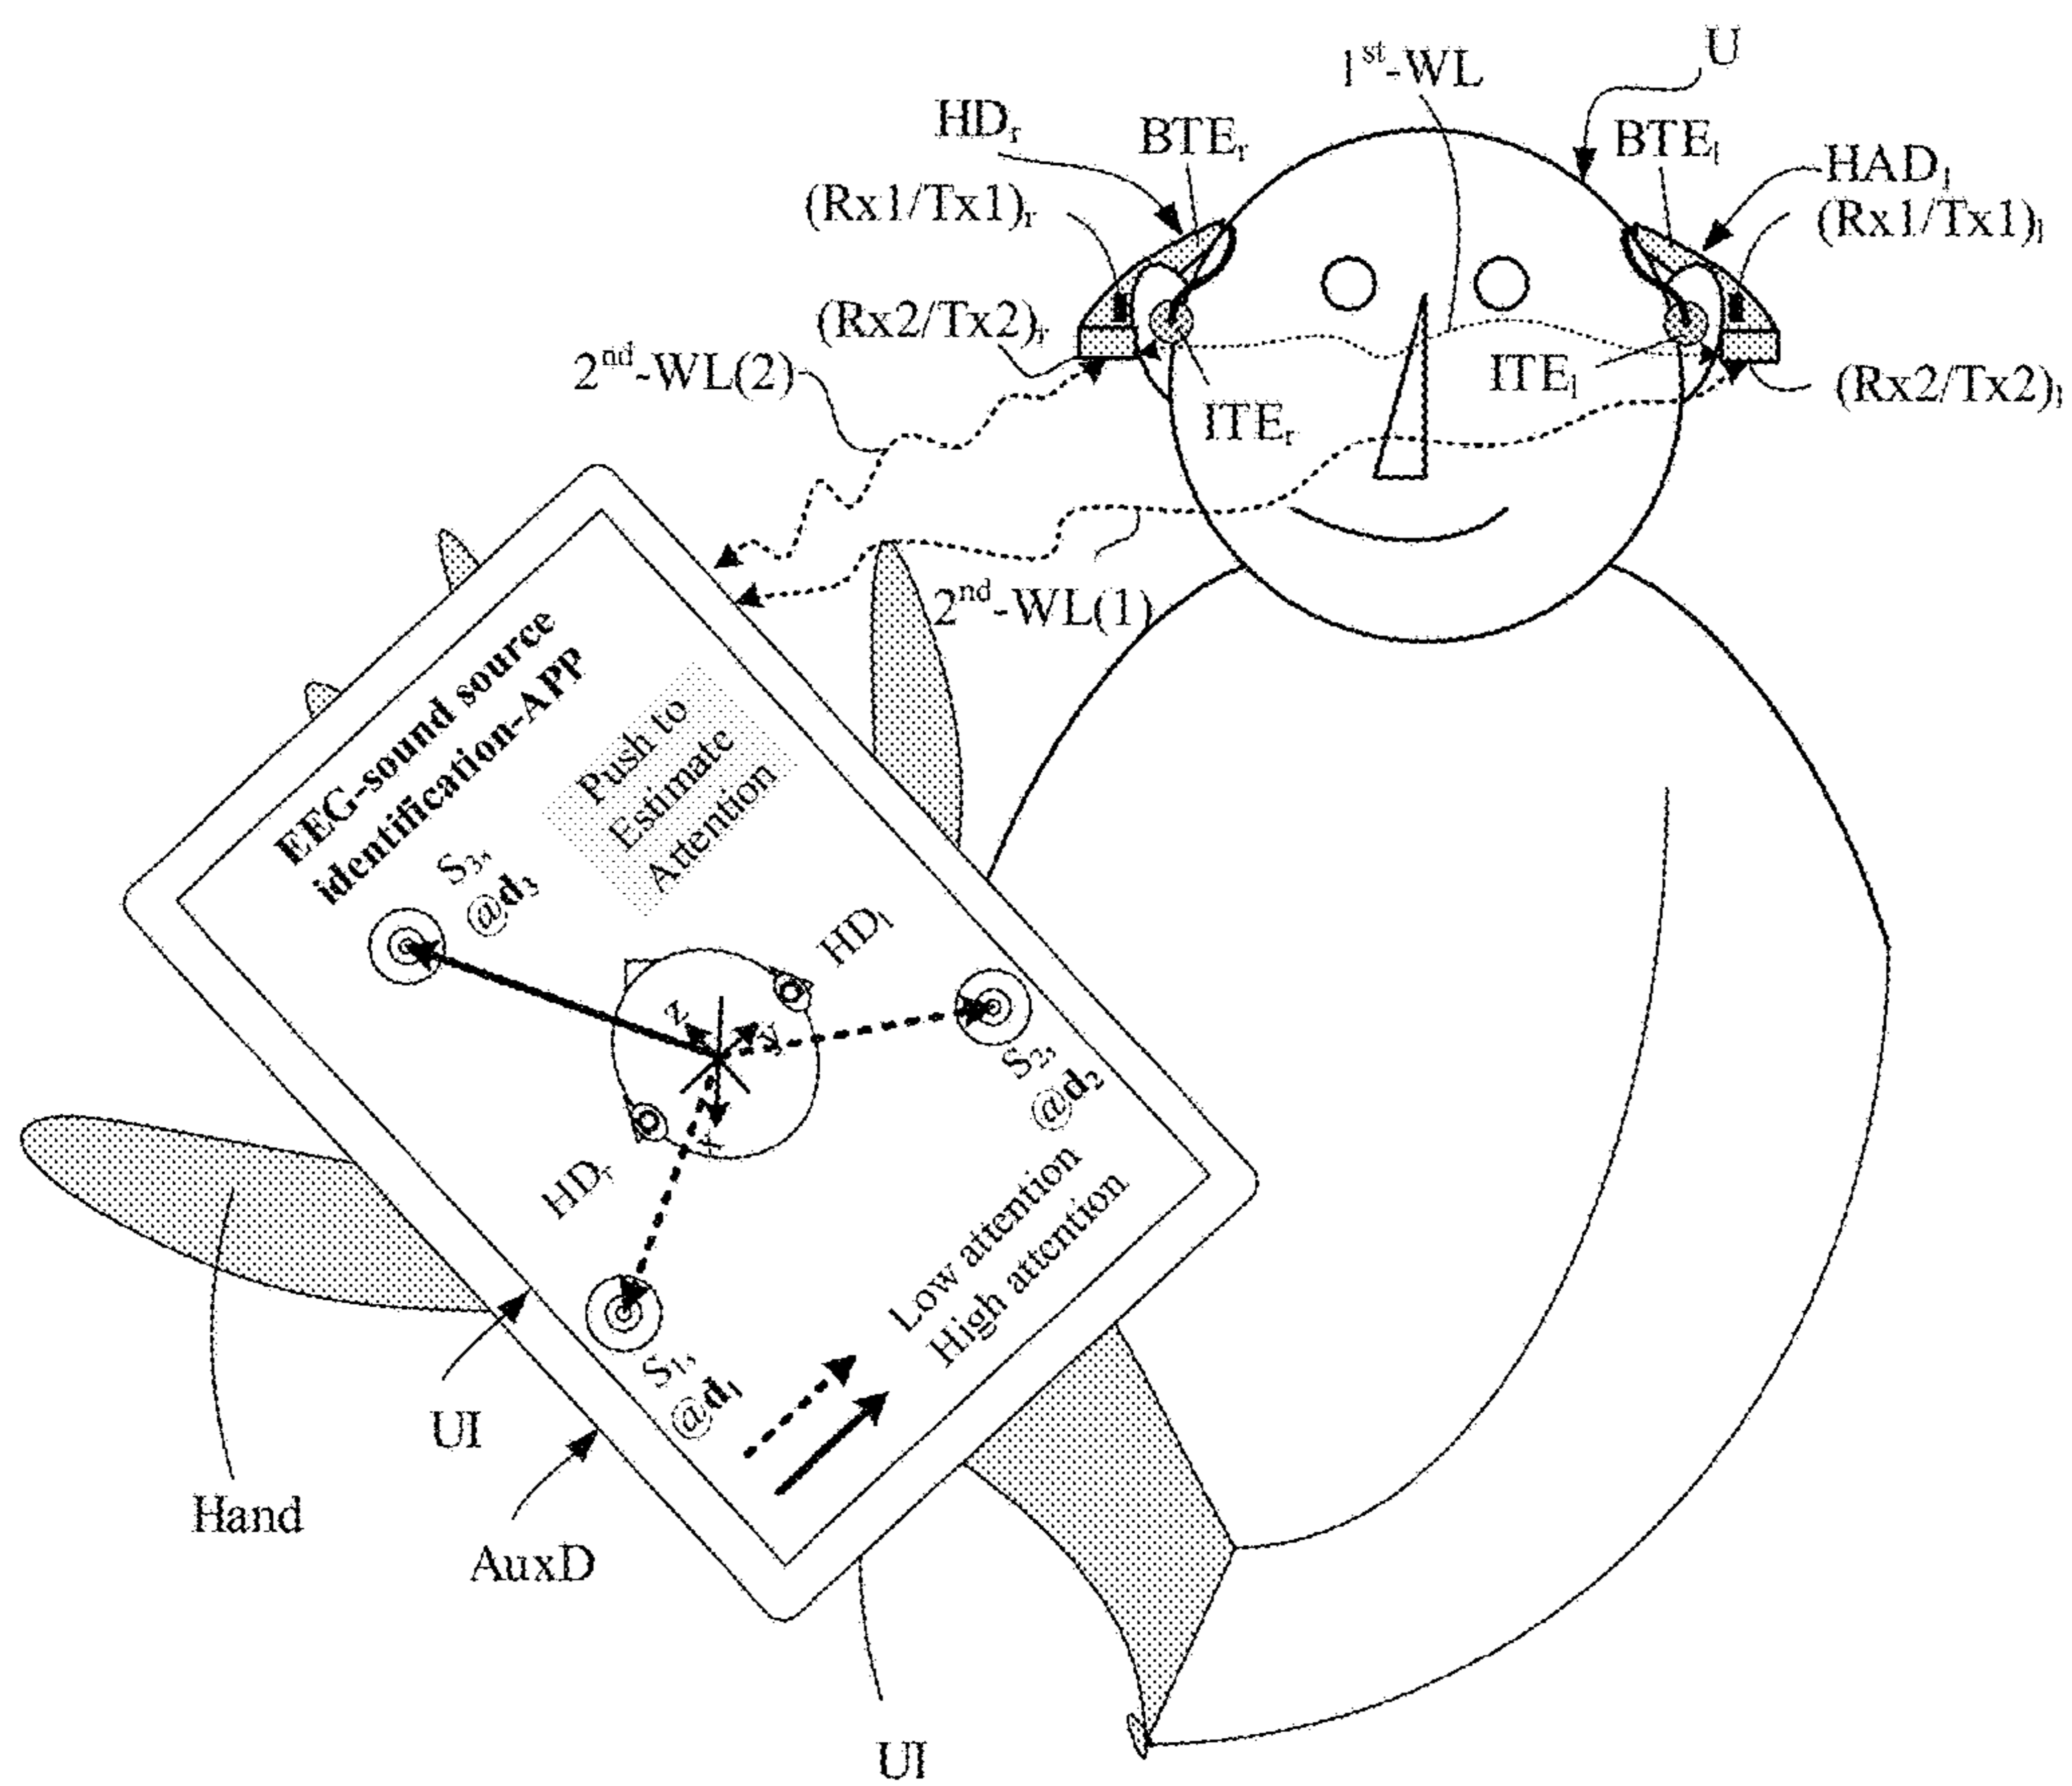 1st-WL
U
HDr
BTEr
BTEl
HADl
(Rx1/Tx1)r
(Rx1/Tx1)l
(Rx2/Tx2)r
2nd-WL(2)
ITEl
(Rx2/Tx2)l
ITEr
2nd-WL(1)
EEG-sound source
identification-APP
Push to
Estimate
Attention
S3,
@d3
HDl
z
y
x
S3,
@d2
HDr
S1,
@d1
Low attention
High attention
UI
Hand
AuxD
UI